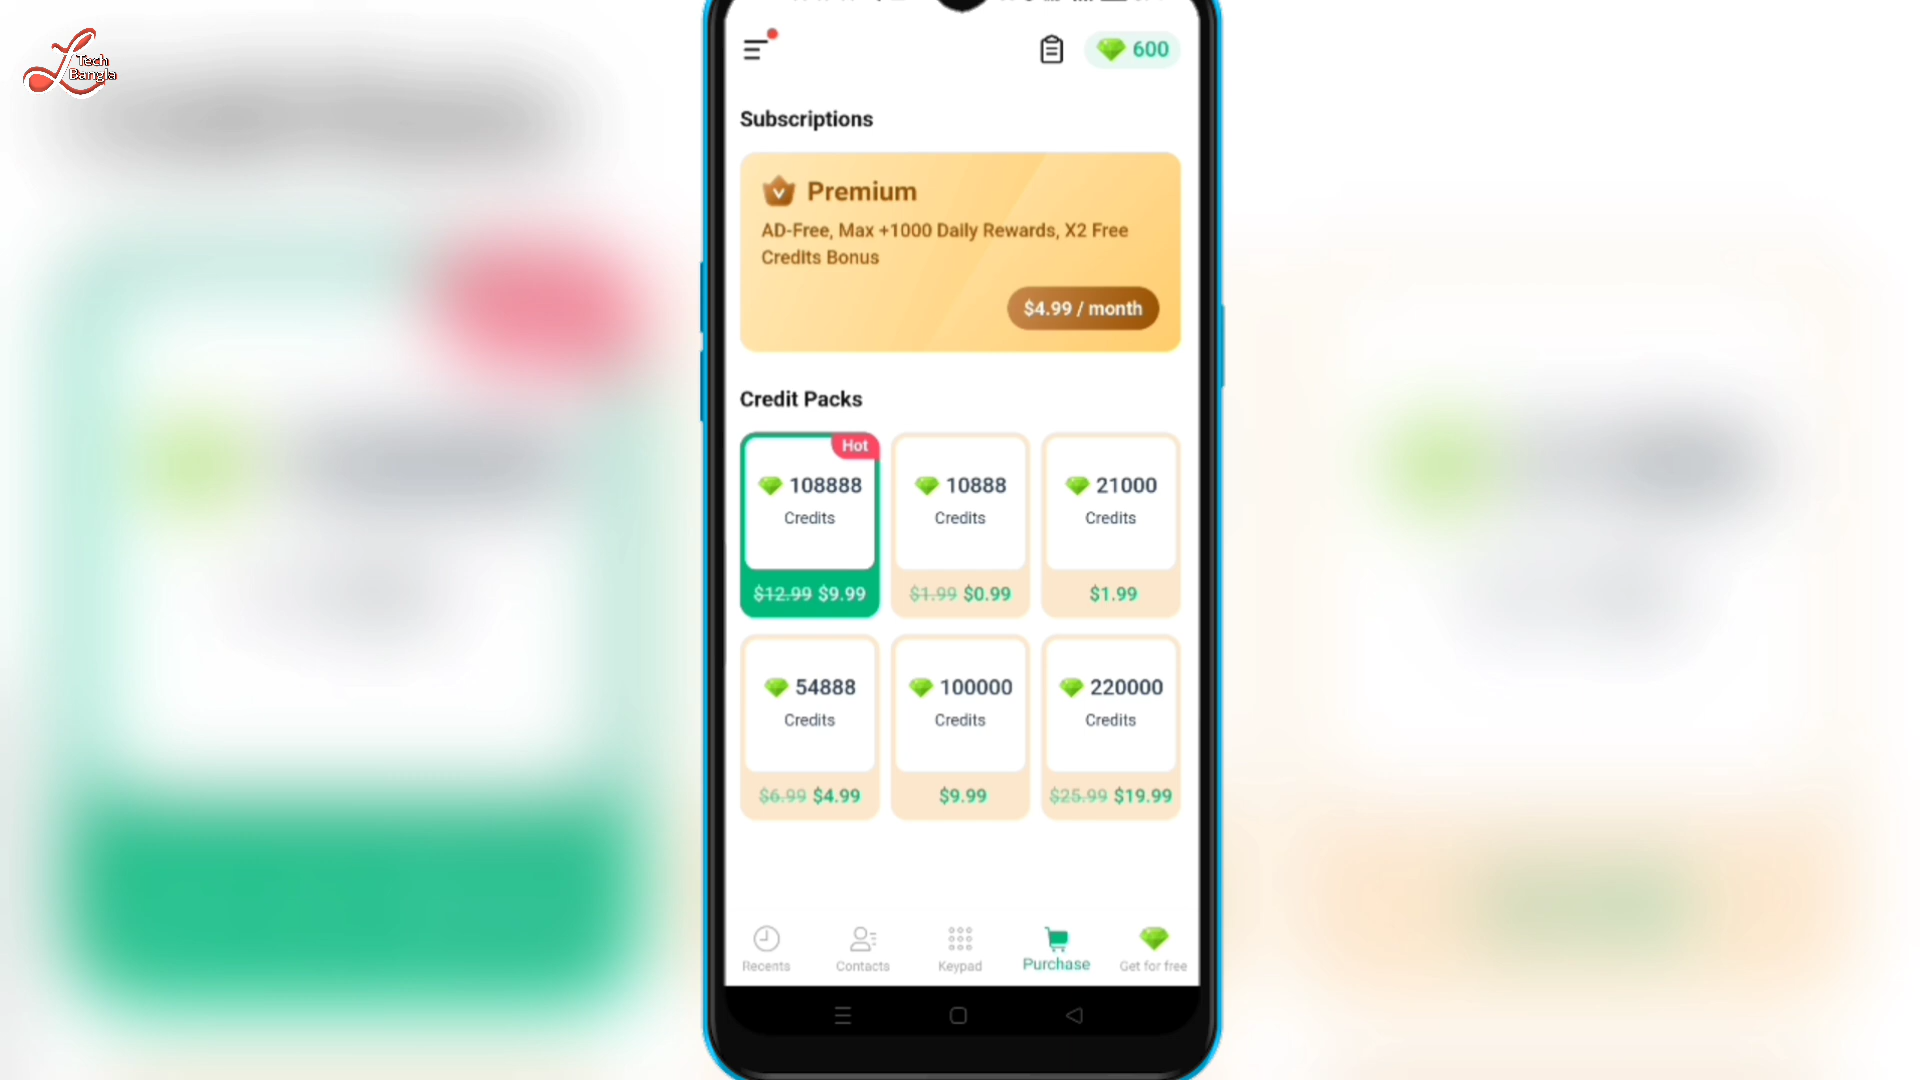 Tech
Bangla
600
Subscriptions
Premium
AD-Free, Max +1000 Daily Rewards, X2 Free
Credits Bonus
$4.99 / month
Credit Packs
Hot
108888
Credits
$12.99 $9.99
10888
Credits
$1.99 $0.99
21000
Credits
$1.99
54888
Credits
$6.99 $4.99
100000
Credits
$9.99
220000
Credits
$25.99 $19.99
Recents
Contacts
Keypad
Purchase
Get for free